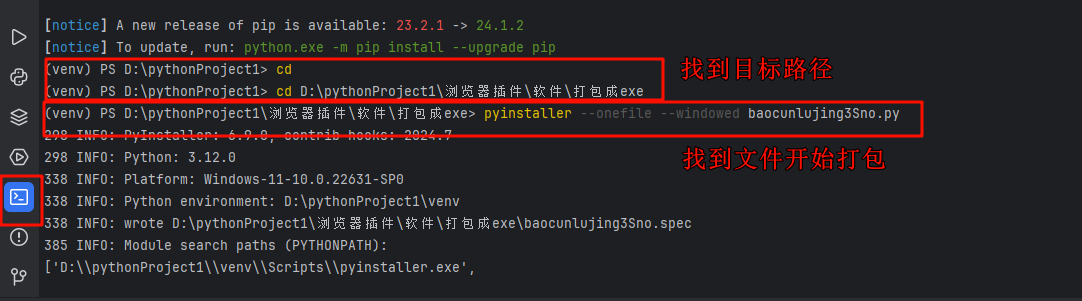 [notice] A new release of pip is available: 23.2.1 -> 24.1.2
[notice] To update, run: python.exe -m pip install --upgrade pip
(venv) PS D:\pythonProject1> cd
找到目标路径
(venv) PS D:\pythonProject1> cd D:\pythonProject1\浏览器插件\软件\打包成exe
(venv) PS D:\pythonProject1\浏览器插件\软件\打包成exe> pyinstaller --onefile --windowed baocunlujing3Sno.py
298 INFO: PyInstaller: 6.9.0, contrib hooks: 2024.7
298 INFO: Python: 3.12.0
找到文件开始打包
338 INFO: Platform: Windows-11-10.0.22631-SP0
338 INFO: Python environment: D:\pythonProject1\venv
338 INFO: wrote D:\pythonProject1\浏览器插件\软件\打包成exe\baocunlujing3Sno.spec
385 INFO: Module search paths (PYTHONPATH):
['D:\\pythonProject1\\venv\\Scripts\\pyinstaller.exe',